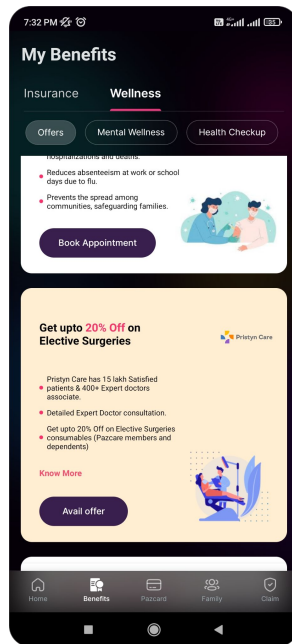 7:32 PM
My Benefits
Insurance Wellness
Offers Mental Wellness Health Checkup
hospitalizations and deaths.
Reduces absenteeism at work or school
days due to flu.
Prevents the spread among
communities, safeguarding families.
Book Appointment
Get upto 20% Off on
Elective Surgeries
Pristyn Care
Pristyn Care has 15 lakh Satisfied
patients & 400+ Expert doctors
associate.
Detailed Expert Doctor consultation.
Get upto 20% Off on Elective Surgeries
consumables (Pazcare members and
dependents)
Know More
Avail offer
Home Benefits Pazcard Family Claim